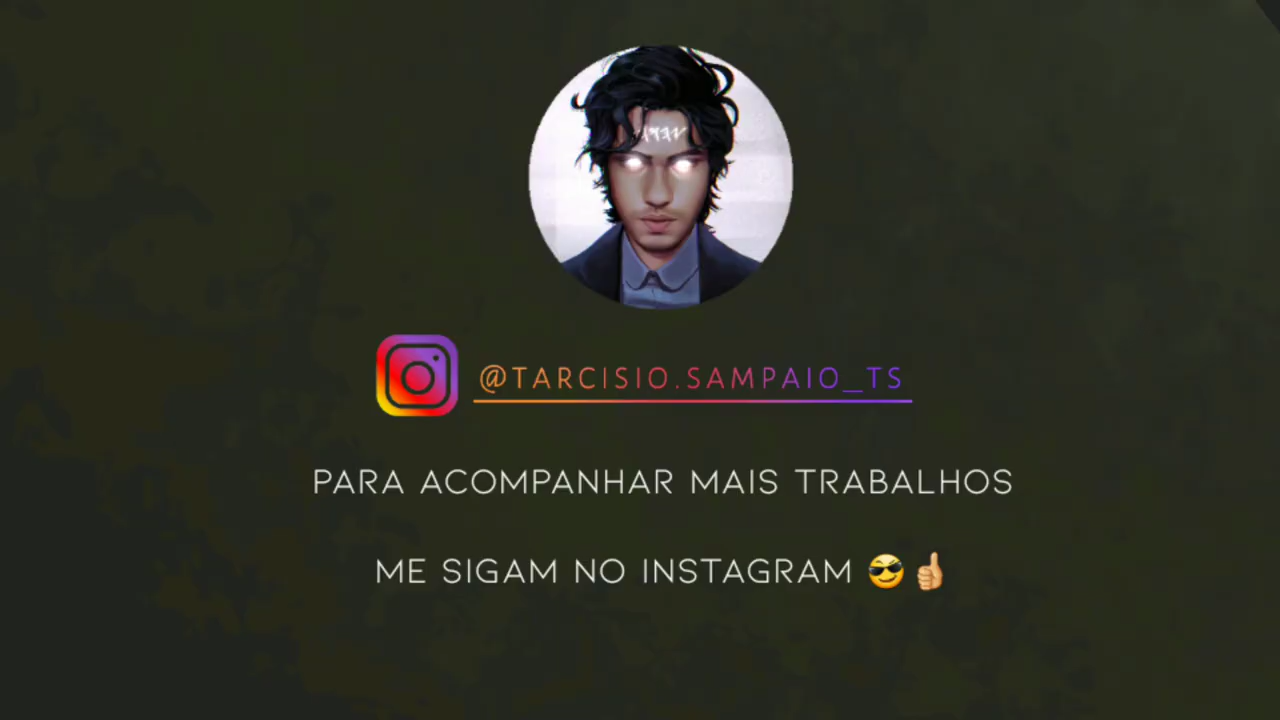 @TARCISIO.SAMPAIO_TS
PARA ACOMPANHAR MAIS TRABALHOS
ME SIGAM NO INSTAGRAM 😎👍